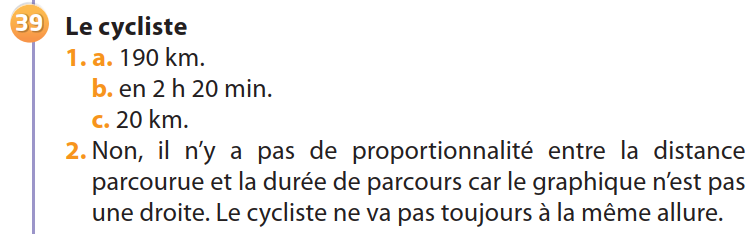 39 Le cycliste
1. a. 190 km.
b. en 2 h 20 min.
c. 20 km.
2. Non, il n'y a pas de proportionnalité entre la distance
parcourue et la durée de parcours car le graphique n'est pas
une droite. Le cycliste ne va pas toujours à la même allure.